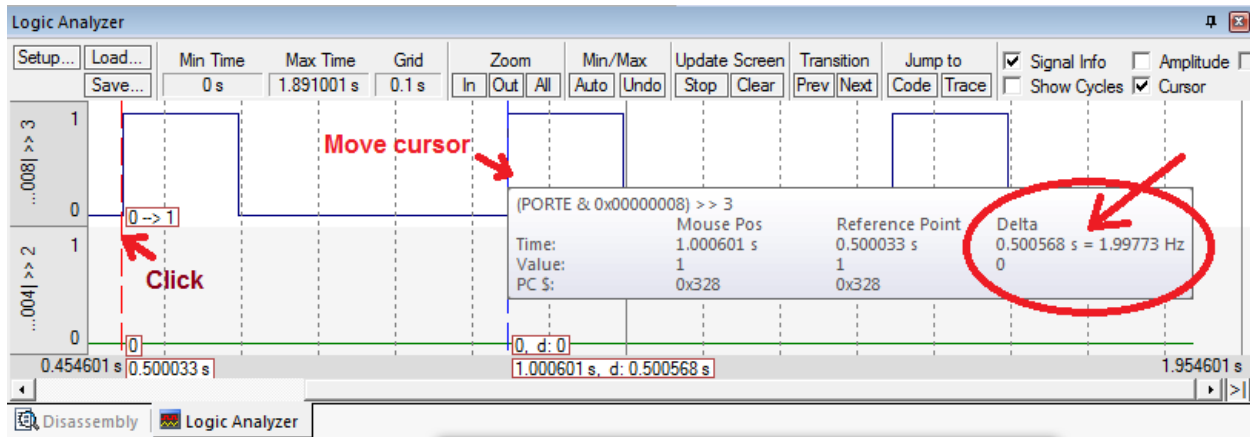 Logic Analyzer
Setup... Load... Min Time Max Time Grid Zoom Min/Max Update Screen Transition Jump to Signal Info Amplitude
Save... 0 s 1.891001 s 0.1 s In Out All Auto Undo Stop Clear Prev Next Code Trace Show Cycles Cursor
1
...008| >> 3
Move cursor
0
0 --> 1
(PORTE & 0x00000008) >> 3
Mouse Pos Reference Point Delta
Time: 1.000601 s 0.500033 s 0.500568 s = 1.99773 Hz
Value: 1 1 0
PC $: 0x328 0x328
1
...004| >> 2
Click
0
0
0, d: 0
0.454601 s 0.500033 s 1.000601 s, d: 0.500568 s 1.954601 s
Disassembly Logic Analyzer